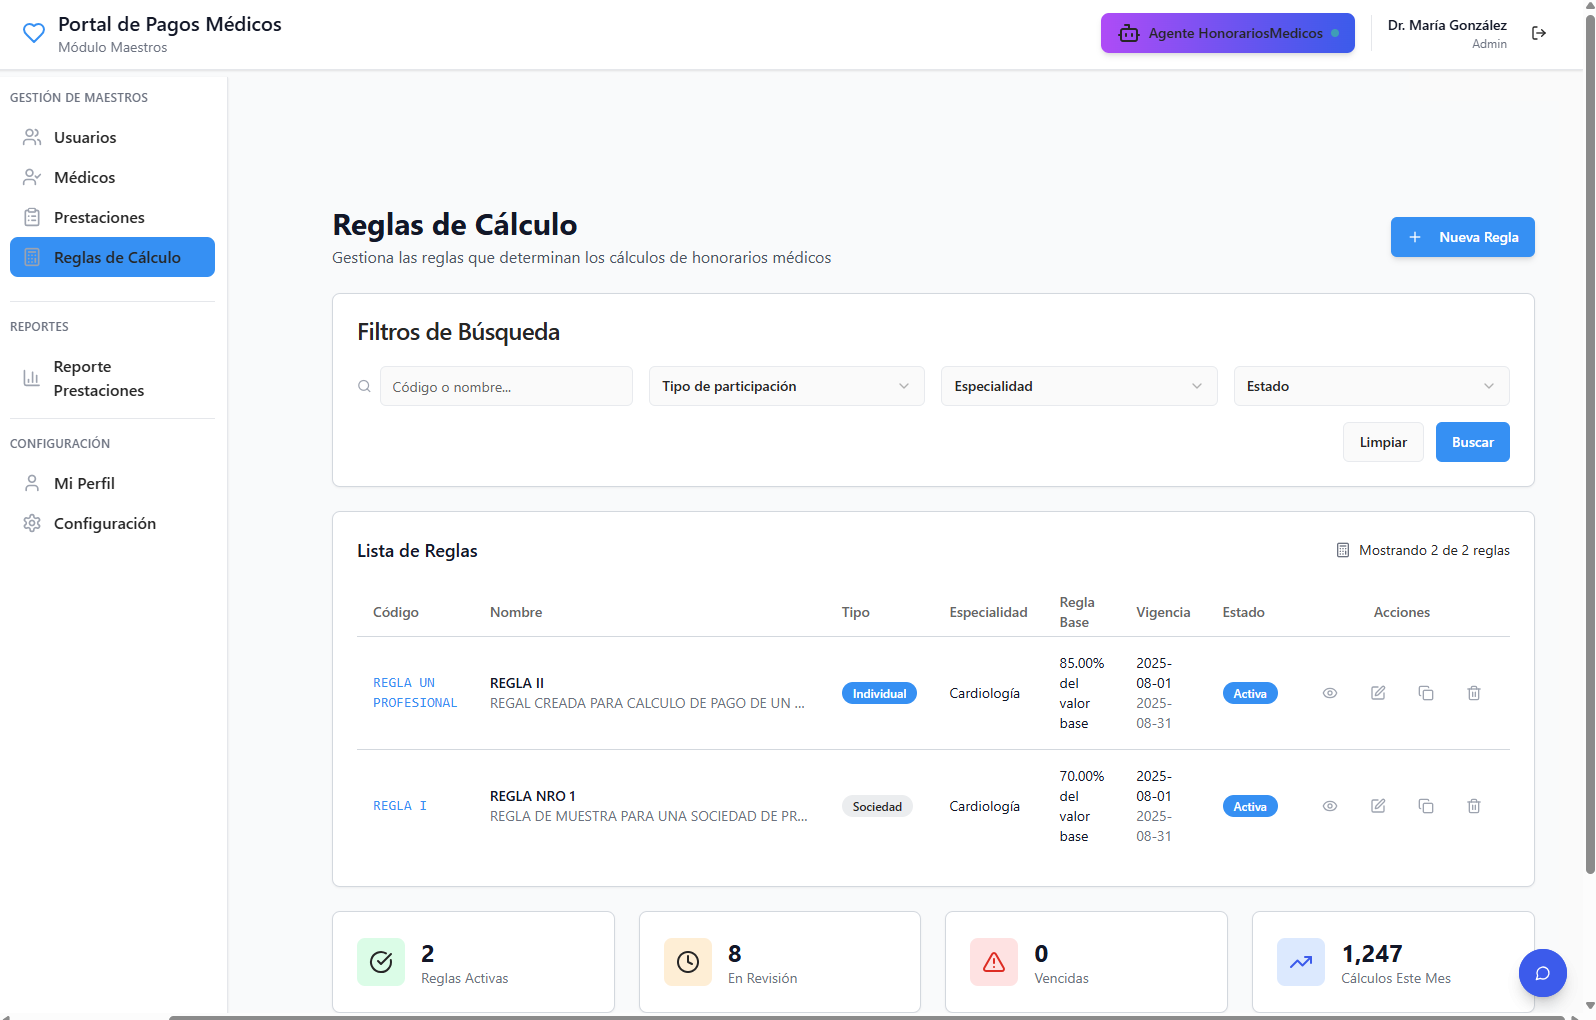 Portal de Pagos Médicos
Módulo Maestros
Agente HonorariosMedicos
Dr. María González
Admin
GESTIÓN DE MAESTROS
Usuarios
Médicos
Prestaciones
Reglas de Cálculo
REPORTES
Reporte
Prestaciones
CONFIGURACIÓN
Mi Perfil
Configuración
Reglas de Cálculo
Gestiona las reglas que determinan los cálculos de honorarios médicos
Nueva Regla
Filtros de Búsqueda
Código o nombre...
Tipo de participación
Especialidad
Estado
Limpiar
Buscar
Lista de Reglas
Mostrando 2 de 2 reglas
Código
Nombre
Tipo
Especialidad
Regla
Base
Vigencia
Estado
Acciones
REGLA UN
PROFESIONAL
REGLA II
REGAL CREADA PARA CALCULO DE PAGO DE UN ...
Individual
Cardiología
85.00%
del
valor
base
2025-
08-01
2025-
08-31
Activa
REGLA I
REGLA NRO 1
REGLA DE MUESTRA PARA UNA SOCIEDAD DE PR...
Sociedad
Cardiología
70.00%
del
valor
base
2025-
08-01
2025-
08-31
Activa
2
Reglas Activas
8
En Revisión
0
Vencidas
1,247
Cálculos Este Mes